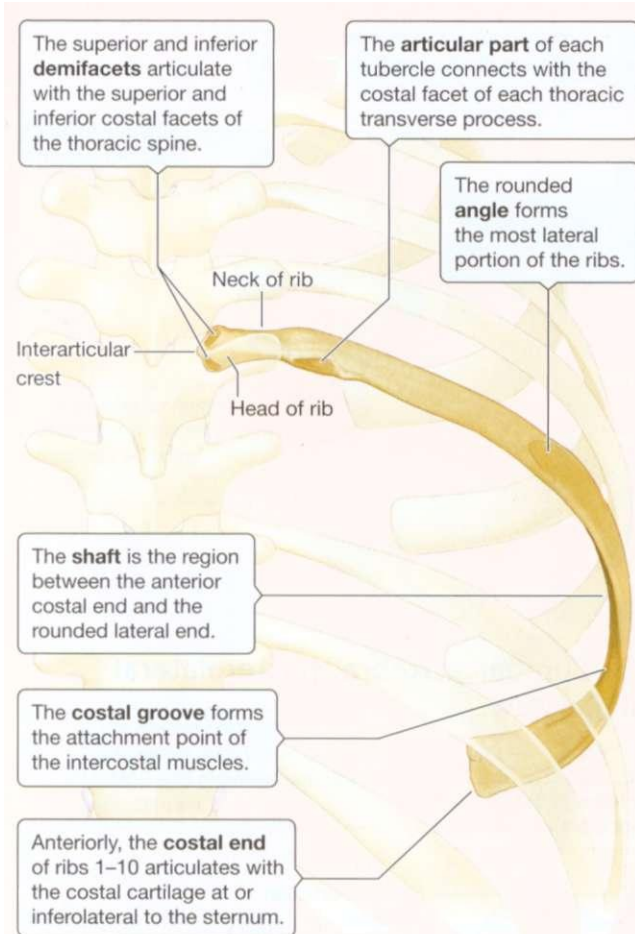 The superior and inferior
demifacets articulate
with the superior and
inferior costal facets of
the thoracic spine.
The articular part of each
tubercle connects with the
costal facet of each thoracic
transverse process.
The rounded
angle forms
the most lateral
portion of the ribs.
Neck of rib
Interarticular
crest
Head of rib
The shaft is the region
between the anterior
costal end and the
rounded lateral end.
The costal groove forms
the attachment point of
the intercostal muscles.
Anteriorly, the costal end
of ribs 1–10 articulates with
the costal cartilage at or
inferolateral to the sternum.